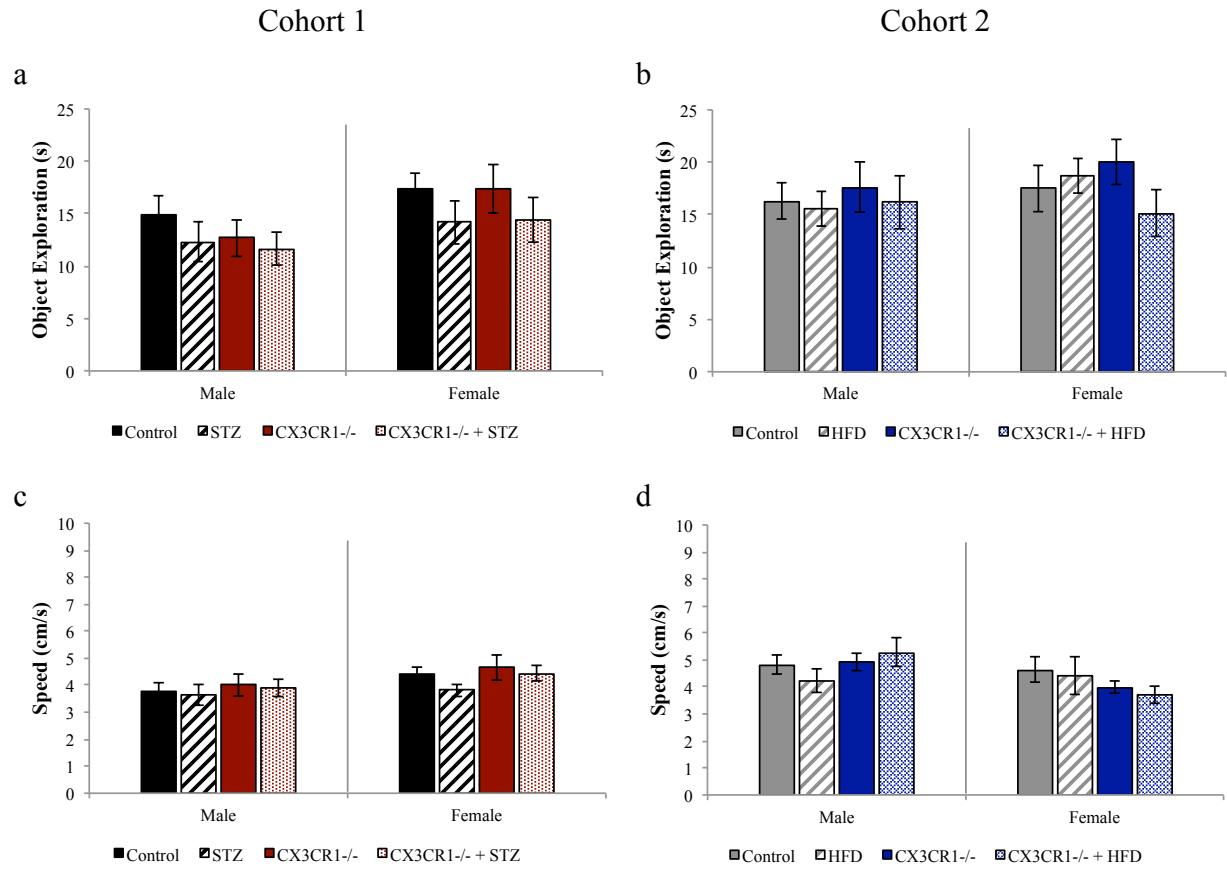 Cohort 1
Cohort 2
a
Object Exploration (s)
25
20
15
10
5
0
Male
Female
Control STZ CX3CR1-/- CX3CR1-/- + STZ
b
Object Exploration (s)
25
20
15
10
5
0
Male
Female
Control HFD CX3CR1-/- CX3CR1-/- + HFD
c
Speed (cm/s)
10
9
8
7
6
5
4
3
2
1
0
Male
Female
Control STZ CX3CR1-/- CX3CR1-/- + STZ
d
Speed (cm/s)
10
9
8
7
6
5
4
3
2
1
0
Male
Female
Control HFD CX3CR1-/- CX3CR1-/- + HFD